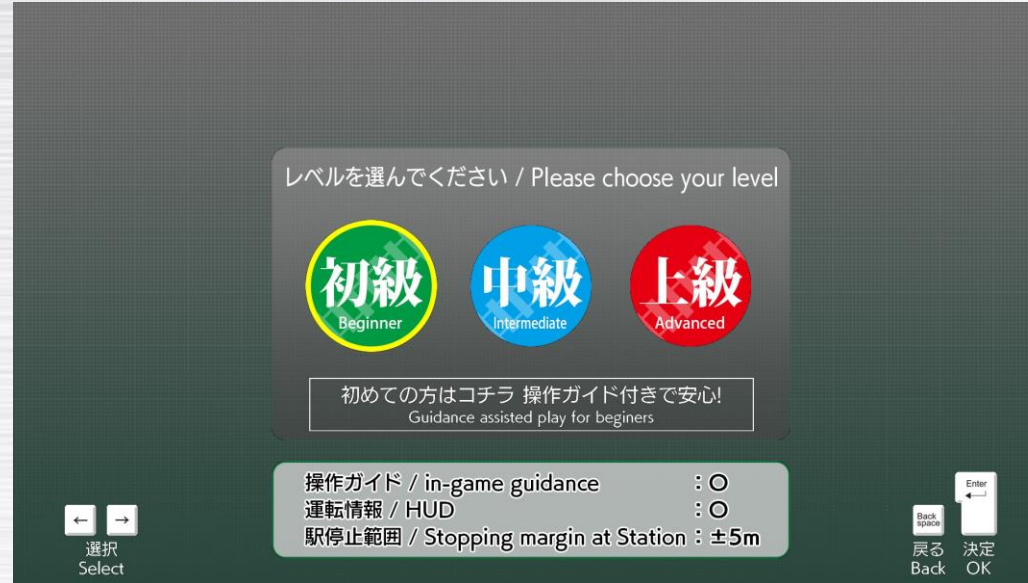 レベルを選んでください / Please choose your level
初級
Beginner
中級
Intermediate
上級
Advanced
初めての方はコチラ 操作ガイド付きで安心!
Guidance assisted play for beginers
操作ガイド / in-game guidance : O
運転情報 / HUD : O
駅停止範囲 / Stopping margin at Station : ±5m
← →
選択
Select
Back space
戻る
Back
Enter
決定
OK